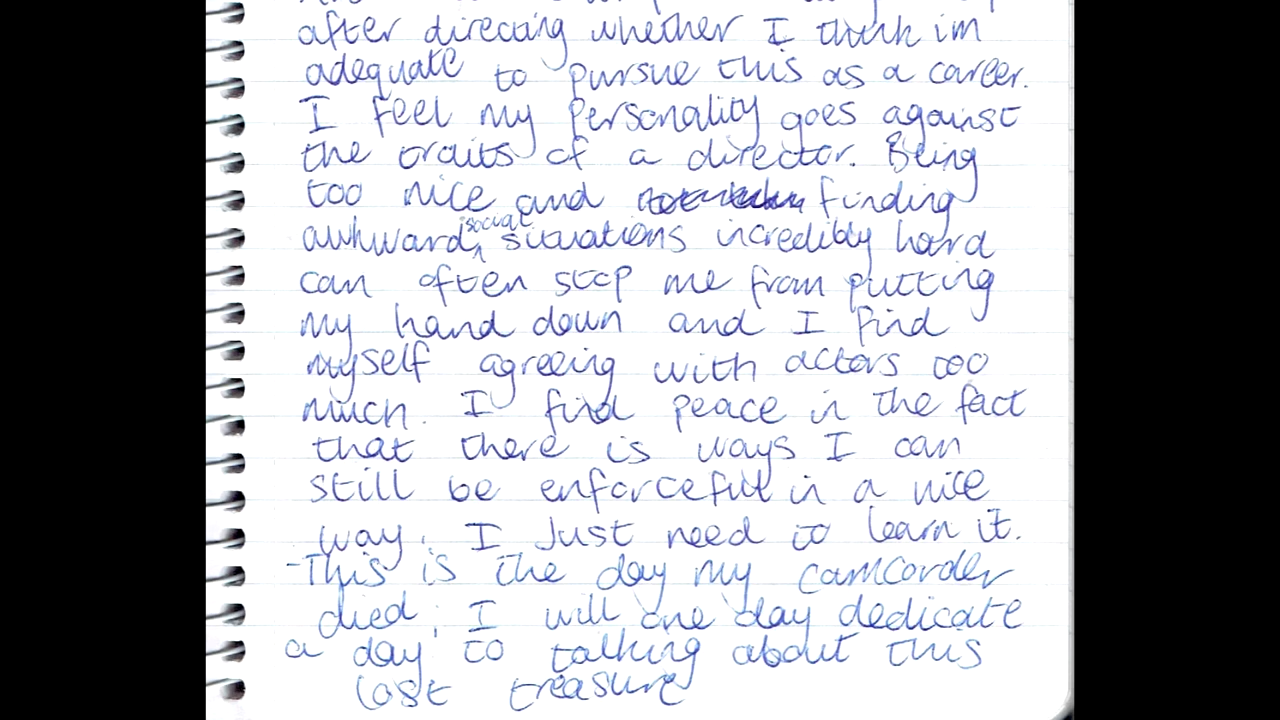 after directing whether I think im
adequate to pursue this as a career.
I feel my Personality goes against
the traits of a director. Being
too nice and finding
awkward social situations incredibly hard
can often stop me from putting
my hand down and I find
myself agreeing with actors too
much. I find peace in the fact
that there is ways I can
still be enforceful in a nice
way. I Just need to learn it.
-This is the day my camcorder
died, I will one day dedicate
a day to talking about this
lost treasure